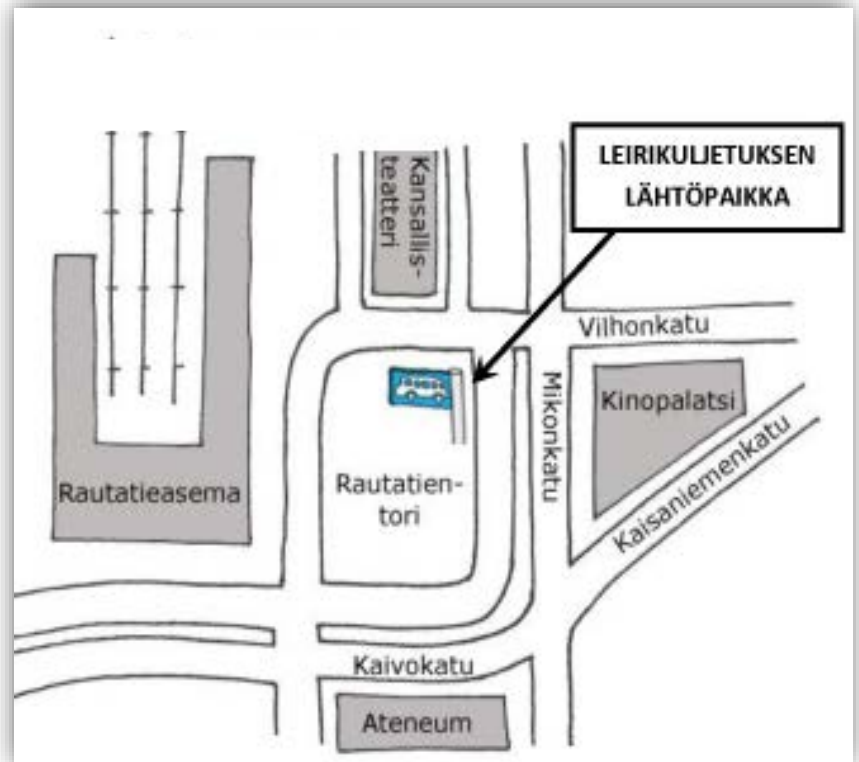 LEIRIKULJETUKSEN
LÄHTÖPAIKKA
Kansallis-
teatteri
Vilhonkatu
Mikonkatu
Kinopalatsi
Kaisaniemenkatu
Rautatieasema
Rautatien-
tori
Kaivokatu
Ateneum